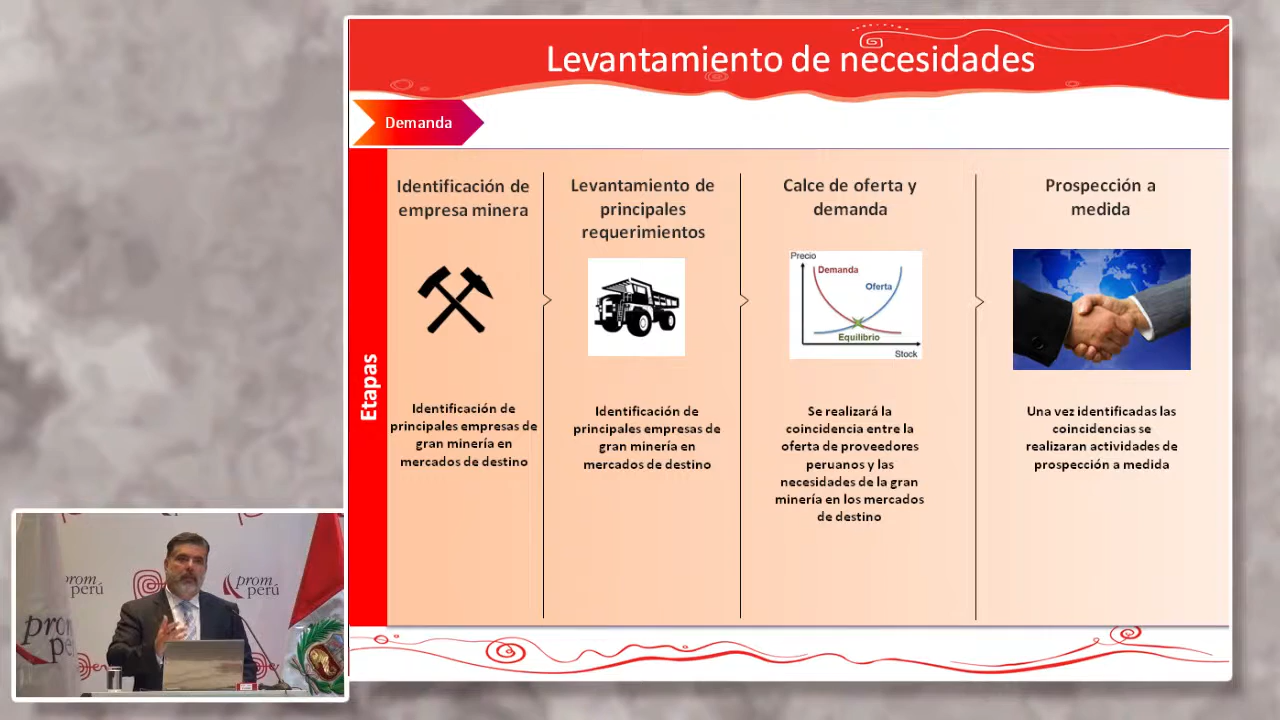 Levantamiento de necesidades
Demanda
Etapas
Identificación de
empresa minera
Identificación de
principales empresas de
gran minería en
mercados de destino
Levantamiento de
principales
requerimientos
Identificación de
principales empresas de
gran minería en
mercados de destino
Calce de oferta y
demanda
Precio
Demanda
Oferta
Equilibrio
Stock
Se realizará la
coincidencia entre la
oferta de proveedores
peruanos y las
necesidades de la gran
minería en los mercados
de destino
Prospección a
medida
Una vez identificadas las
coincidencias se
realizaran actividades de
prospección a medida
prom
perú
prom
perú